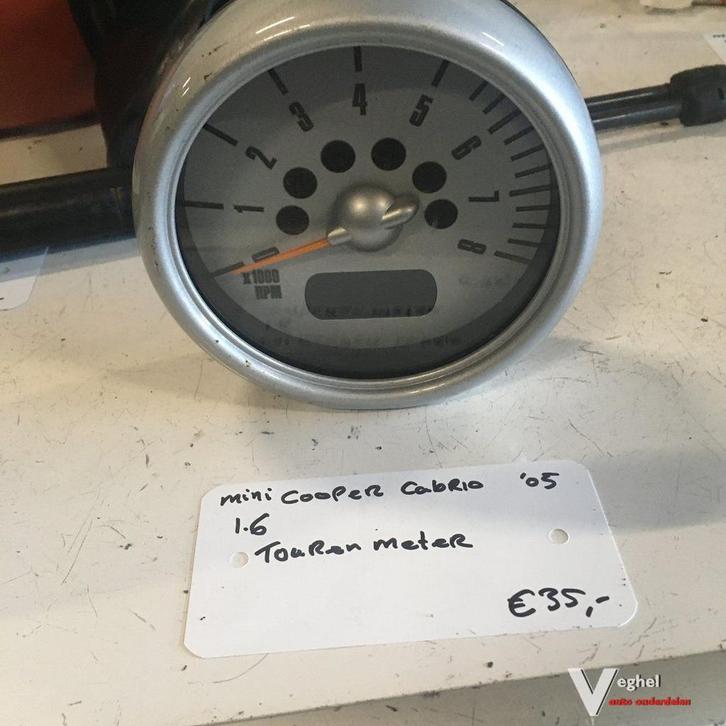 0
1
2
3
4
5
6
7
8
x1000
RPM
mini COOPER CabRIO '05
1.6
TOuRen meteR
€35,-
Veghel
auto onderdelen